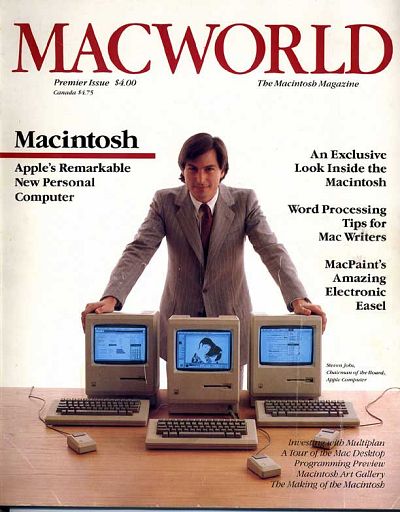 MACWORLD
Premier Issue $4.00
Canada $4.75
The Macintosh Magazine
Macintosh
Apple's Remarkable
New Personal
Computer
An Exclusive
Look Inside the
Macintosh
Word Processing
Tips for
Mac Writers
MacPaint's
Amazing
Electronic
Easel
Steven Jobs,
Chairman of the Board,
Apple Computer
Investing with Multiplan
A Tour of the Mac Desktop
Programming Preview
Macintosh Art Gallery
The Making of the Macintosh